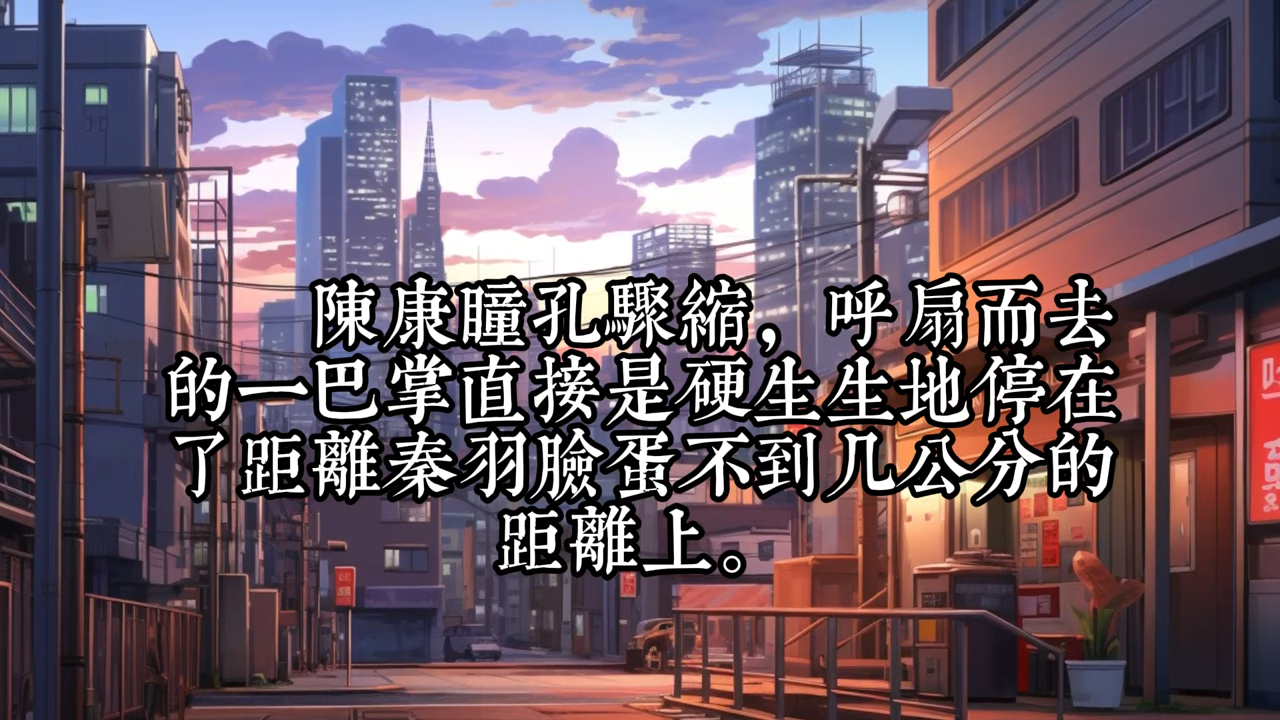 陳康瞳孔驟縮，呼扇而去
的一巴掌直接是硬生生地停在
了距離秦羽臉蛋不到几公分的
距離上。